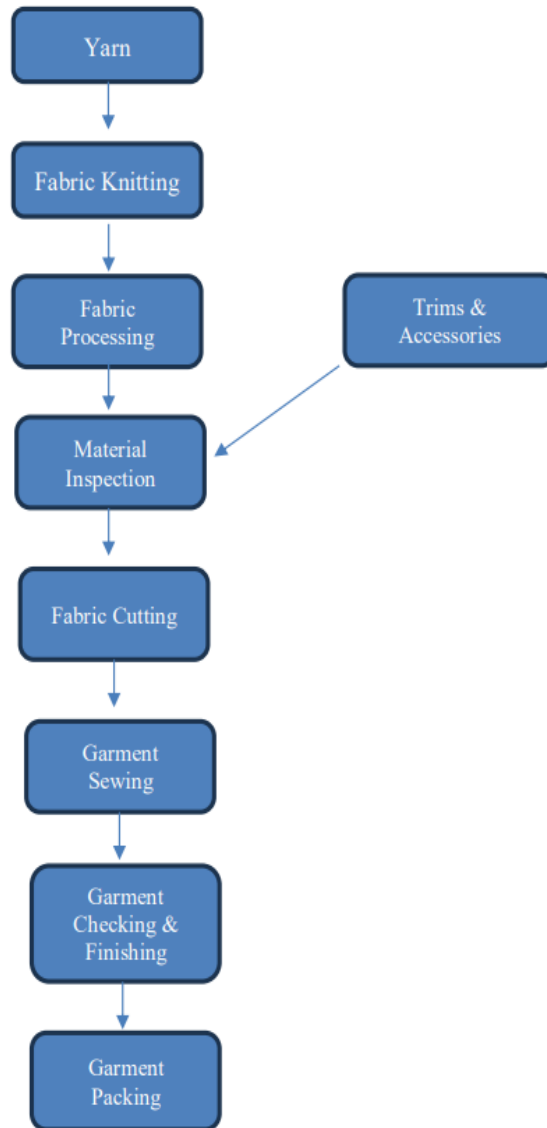 Yarn
Fabric Knitting
Fabric
Processing
Trims &
Accessories
Material
Inspection
Fabric Cutting
Garment
Sewing
Garment
Checking &
Finishing
Garment
Packing